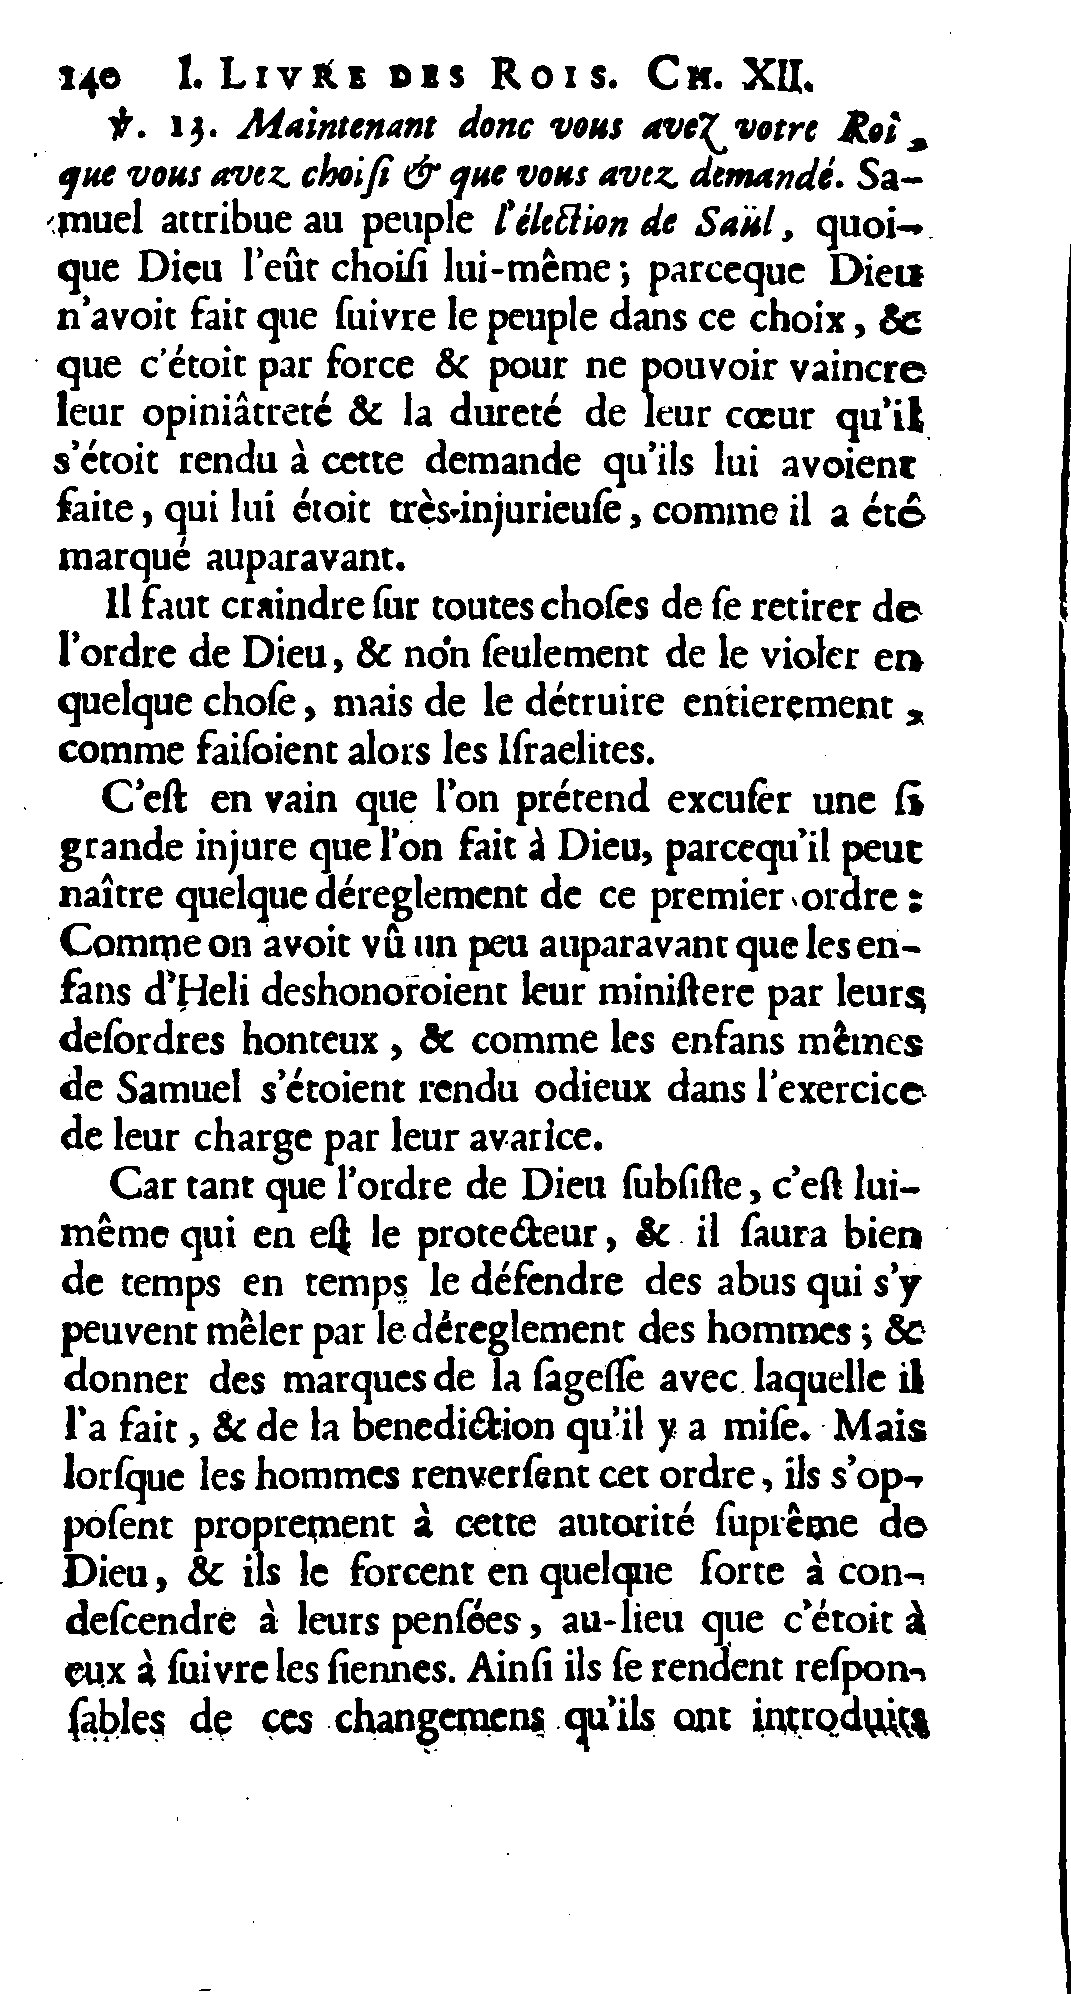 140 I. LIVRE DES ROIS. CH. XII.
℣. 13. Maintenant donc vous avez votre Roi,
que vous avez choiſi & que vous avez demandé. Sa-
muel attribue au peuple l'élection de Saül, quoi-
que Dieu l'eût choiſi lui-même; parceque Dieu
n'avoit fait que ſuivre le peuple dans ce choix, &
que c'étoit par force & pour ne pouvoir vaincre
leur opiniâtreté & la dureté de leur cœur qu'il
s'étoit rendu à cette demande qu'ils lui avoient
faite, qui lui étoit très-injurieuſe, comme il a été
marqué auparavant.
Il faut craindre ſur toutes choſes de ſe retirer de
l'ordre de Dieu, & non ſeulement de le violer en
quelque choſe, mais de le détruire entierement,
comme faiſoient alors les Iſraelites.
C'eſt en vain que l'on prétend excuſer une ſi
grande injure que l'on fait à Dieu, parcequ'il peut
naître quelque déreglement de ce premier ordre:
Comme on avoit vû un peu auparavant que les en-
fans d'Heli deshonoroient leur miniſtere par leurs
deſordres honteux, & comme les enfans mêmes
de Samuel s'étoient rendu odieux dans l'exercice
de leur charge par leur avarice.
Car tant que l'ordre de Dieu ſubſiſte, c'eſt lui-
même qui en eſt le protecteur, & il ſaura bien
de temps en temps le défendre des abus qui s'y
peuvent mêler par le déreglement des hommes; &
donner des marques de la ſageſſe avec laquelle il
l'a fait, & de la benediction qu'il y a miſe. Mais
lorſque les hommes renverſent cet ordre, ils s'op-
poſent proprement à cette autorité ſuprême de
Dieu, & ils le forcent en quelque ſorte à con-
deſcendre à leurs penſées, au-lieu que c'étoit à
eux à ſuivre les ſiennes. Ainſi ils ſe rendent reſpon-
ſables de ces changemens qu'ils ont introduits